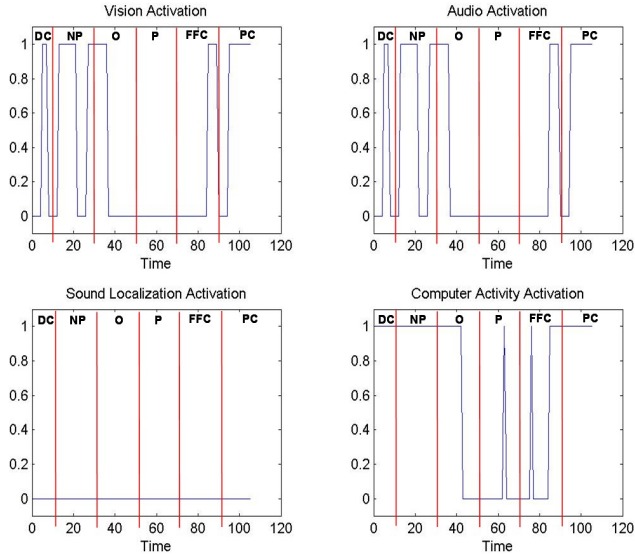 Vision Activation
DC NP O P FFC PC
1
0.8
0.6
0.4
0.2
0
0 20 40 60 80 100 120
Time
Audio Activation
DC NP O P FFC PC
1
0.8
0.6
0.4
0.2
0
0 20 40 60 80 100 120
Time
Sound Localization Activation
DC NP O P FFC PC
1
0.8
0.6
0.4
0.2
0
0 20 40 60 80 100 120
Time
Computer Activity Activation
DC NP O P FFC PC
1
0.8
0.6
0.4
0.2
0
0 20 40 60 80 100 120
Time